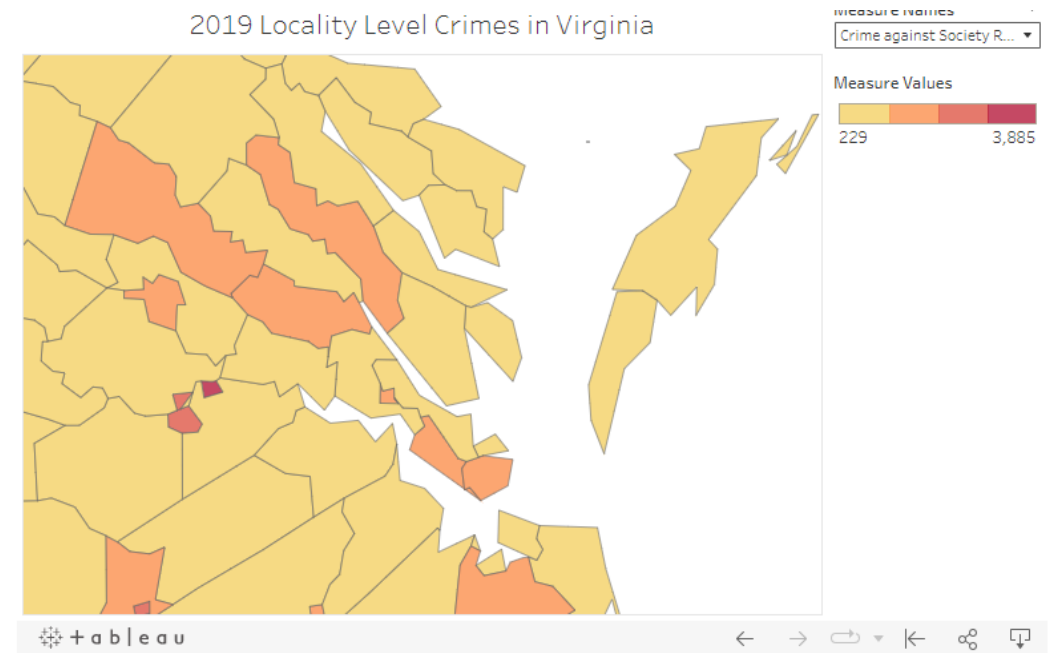 2019 Locality Level Crimes in Virginia
Measure Names
Crime against Society R...
Measure Values
229 3,885
+ a b | e a u